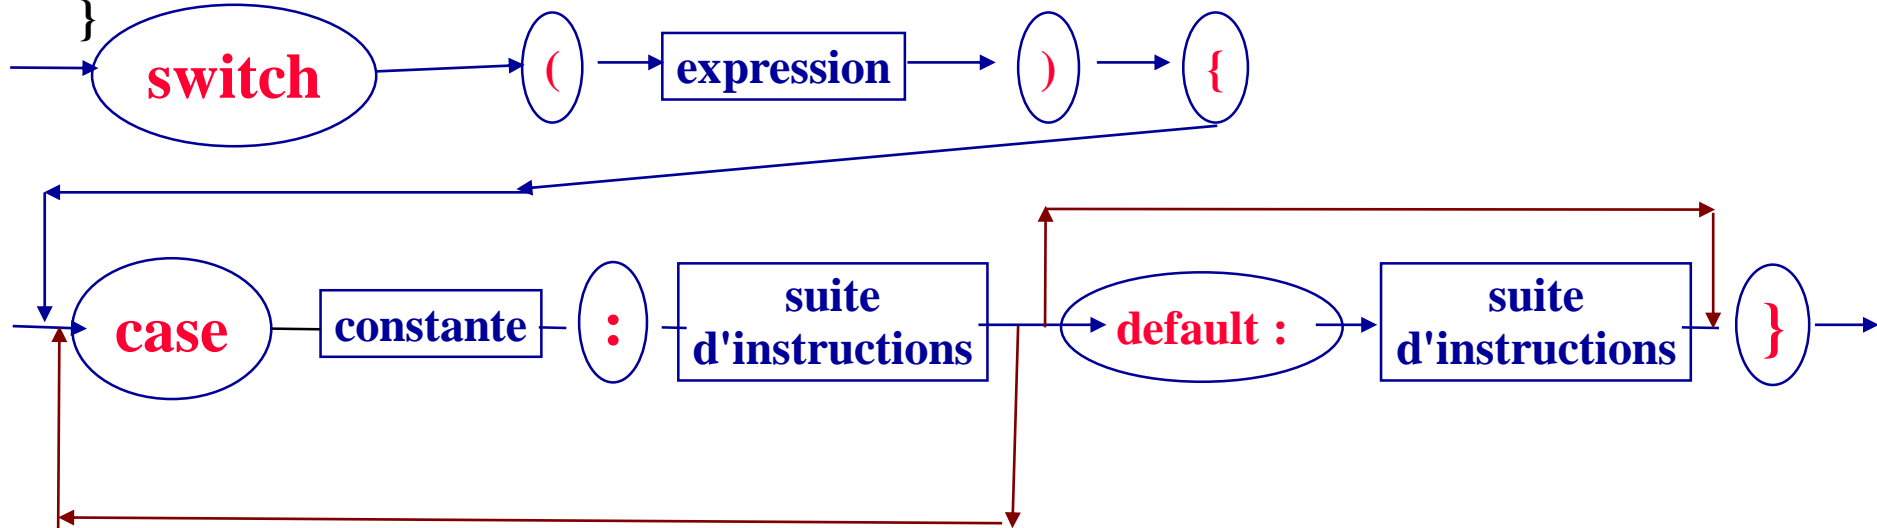 }
switch ( expression ) {
case constante : suite d'instructions default : suite d'instructions }